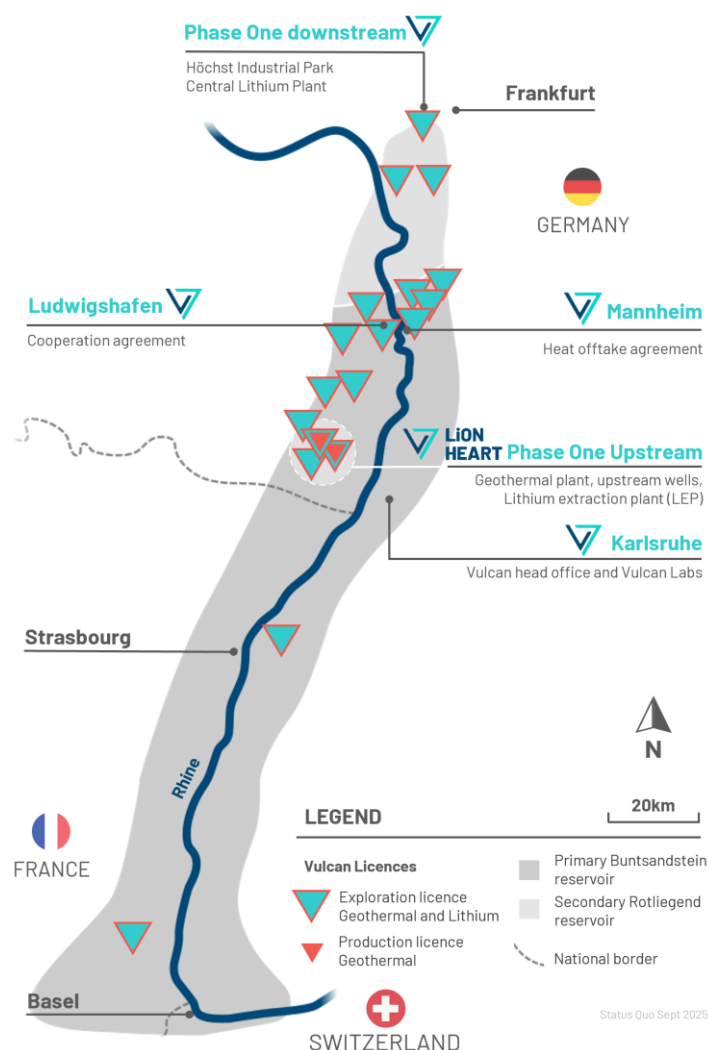 Phase One downstream
Höchst Industrial Park
Central Lithium Plant
Frankfurt
GERMANY
Ludwigshafen
Cooperation agreement
Mannheim
Heat offtake agreement
LiON
HEART Phase One Upstream
Geothermal plant, upstream wells,
Lithium extraction plant (LEP)
Karlsruhe
Vulcan head office and Vulcan Labs
Strasbourg
N
Rhine
20km
LEGEND
FRANCE
Vulcan Licences
Exploration licence
Geothermal and Lithium
Production licence
Geothermal
Primary Buntsandstein
reservoir
Secondary Rotliegend
reservoir
National border
Basel
Status Quo Sept 2025
SWITZERLAND